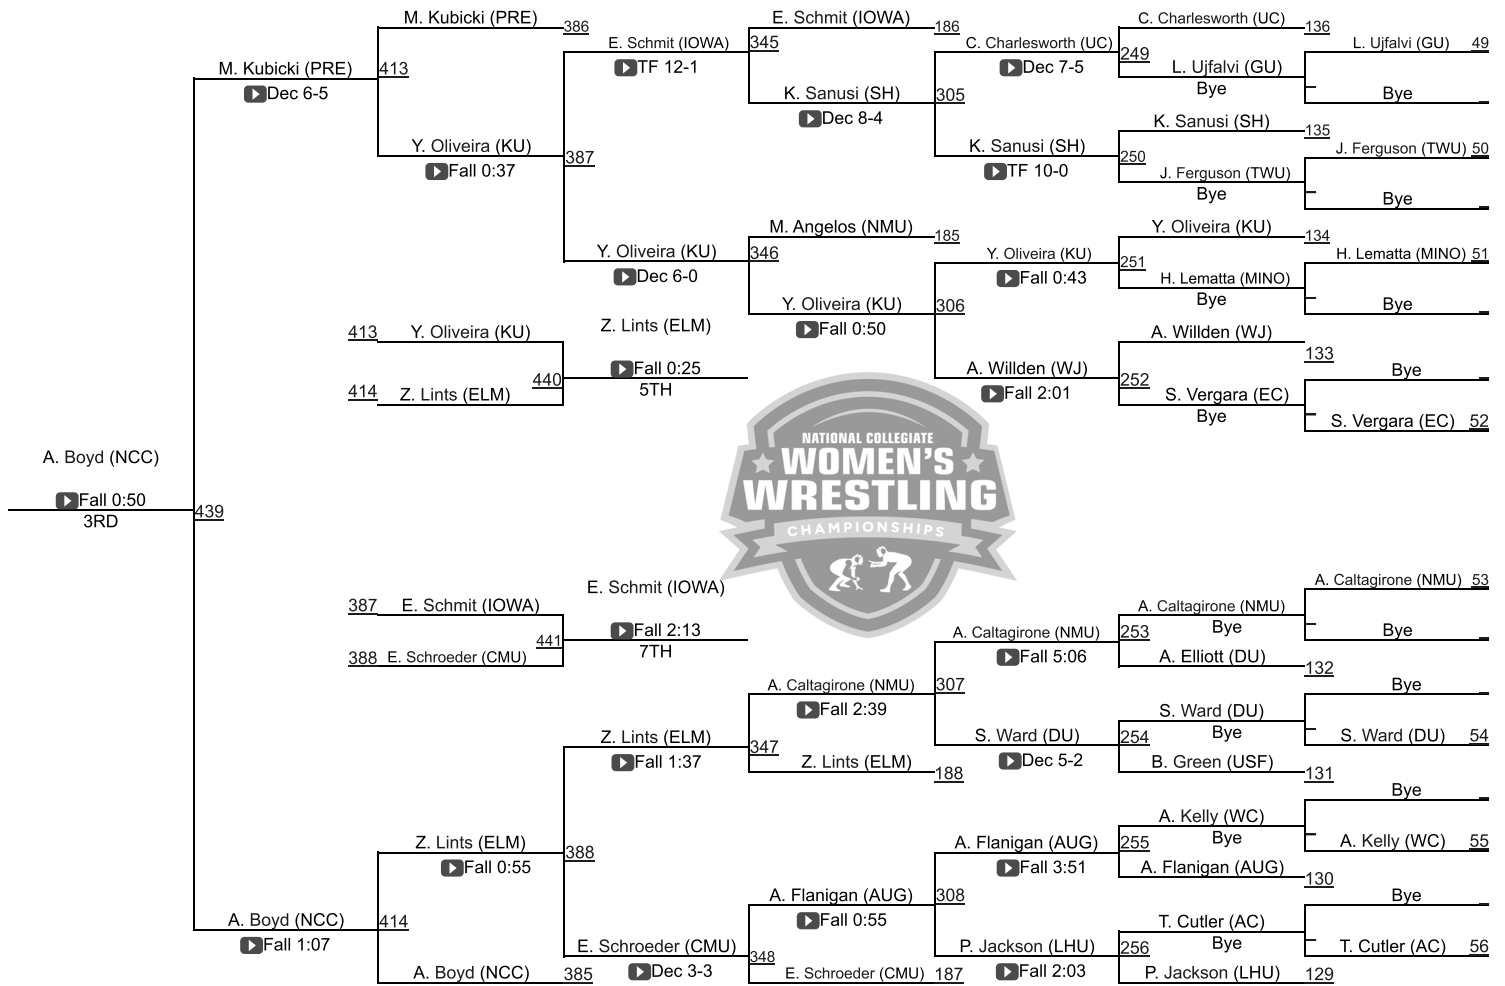 M. Kubicki (PRE)
386
E. Schmit (IOWA)
186
C. Charlesworth (UC)
136
E. Schmit (IOWA)
345
C. Charlesworth (UC)
249
L. Ujfalvi (GU)
49
M. Kubicki (PRE)
413
TF 12-1
Dec 7-5
L. Ujfalvi (GU)
Dec 6-5
K. Sanusi (SH)
305
Bye
Bye
Dec 8-4
K. Sanusi (SH)
135
Y. Oliveira (KU)
387
K. Sanusi (SH)
250
J. Ferguson (TWU)
50
Fall 0:37
TF 10-0
J. Ferguson (TWU)
Bye
Bye
M. Angelos (NMU)
185
Y. Oliveira (KU)
134
Y. Oliveira (KU)
346
Y. Oliveira (KU)
251
H. Lematta (MINO)
51
Dec 6-0
Fall 0:43
H. Lematta (MINO)
Y. Oliveira (KU)
306
Bye
Bye
413
Y. Oliveira (KU)
Z. Lints (ELM)
Fall 0:50
A. Willden (WJ)
133
440
Fall 0:25
A. Willden (WJ)
252
Bye
414
Z. Lints (ELM)
5TH
Fall 2:01
S. Vergara (EC)
Bye
S. Vergara (EC)
52
NATIONAL COLLEGIATE
WOMEN'S
WRESTLING
CHAMPIONSHIPS
A. Boyd (NCC)
Fall 0:50
439
3RD
387
E. Schmit (IOWA)
E. Schmit (IOWA)
A. Caltagirone (NMU)
53
441
Fall 2:13
A. Caltagirone (NMU)
253
A. Caltagirone (NMU)
Bye
Bye
388
E. Schroeder (CMU)
7TH
Fall 5:06
A. Elliott (DU)
132
A. Caltagirone (NMU)
307
Bye
Fall 2:39
S. Ward (DU)
Z. Lints (ELM)
347
S. Ward (DU)
254
Bye
S. Ward (DU)
54
Fall 1:37
Z. Lints (ELM)
188
Dec 5-2
B. Green (USF)
131
Bye
A. Kelly (WC)
Z. Lints (ELM)
388
A. Flanigan (AUG)
255
Bye
A. Kelly (WC)
55
Fall 0:55
Fall 3:51
A. Flanigan (AUG)
130
A. Flanigan (AUG)
308
Bye
A. Boyd (NCC)
414
Fall 0:55
T. Cutler (AC)
Fall 1:07
E. Schroeder (CMU)
348
P. Jackson (LHU)
256
Bye
T. Cutler (AC)
56
A. Boyd (NCC)
385
Dec 3-3
E. Schroeder (CMU)
187
Fall 2:03
P. Jackson (LHU)
129